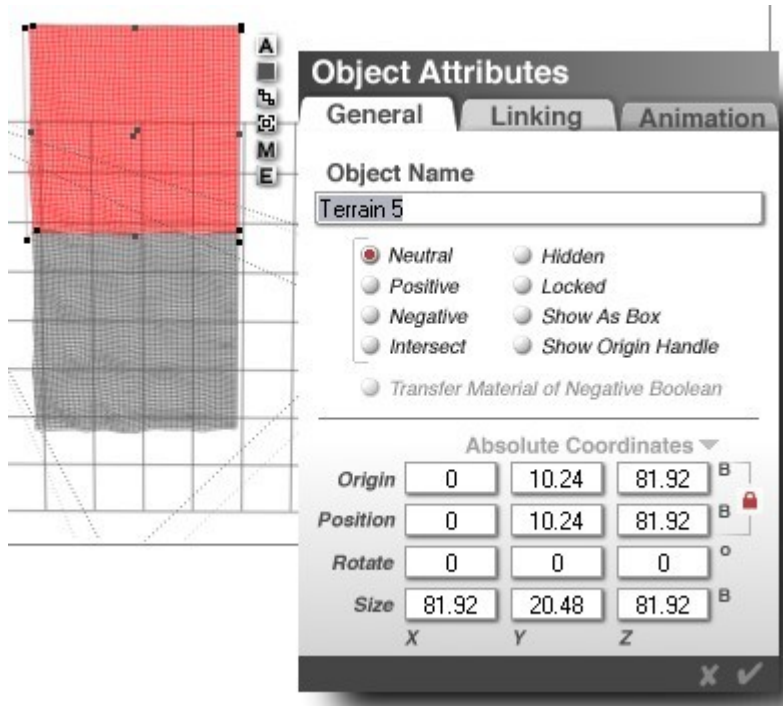 A
M
E
Object Attributes
General Linking Animation
Object Name
Terrain 5
Neutral Hidden
Positive Locked
Negative Show As Box
Intersect Show Origin Handle
Transfer Material of Negative Boolean
Absolute Coordinates
Origin 0 10.24 81.92 B
Position 0 10.24 81.92 B
Rotate 0 0 0 °
Size 81.92 20.48 81.92 B
X Y Z